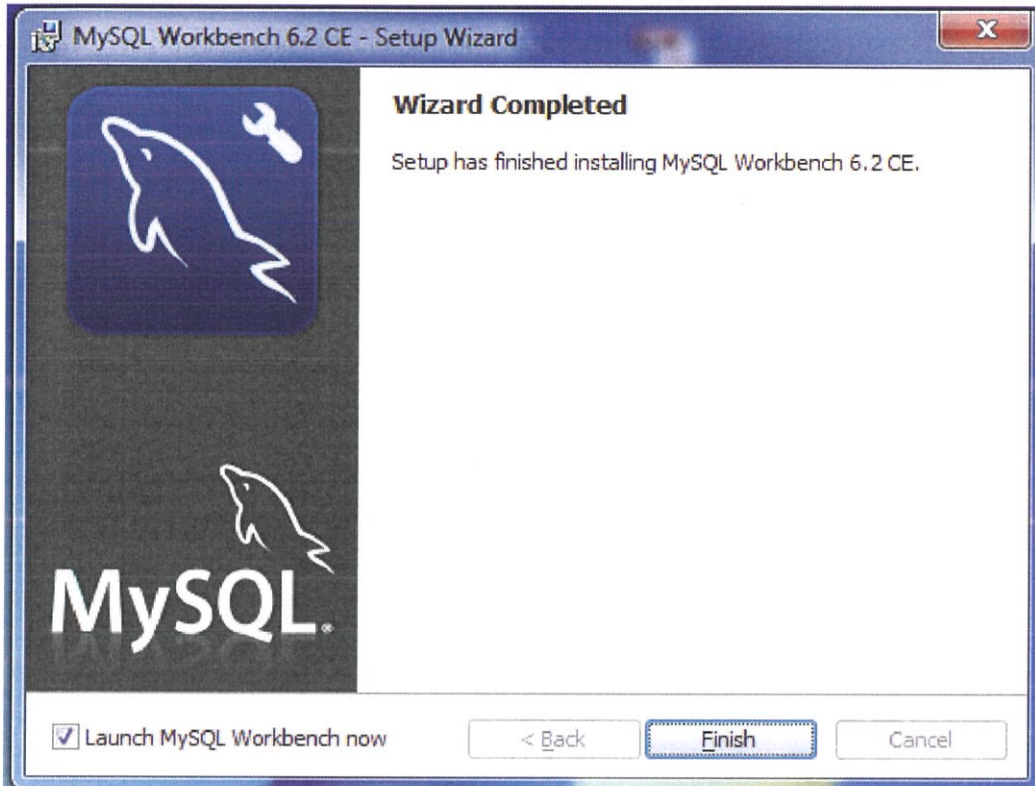 MySQL Workbench 6.2 CE - Setup Wizard
x
Wizard Completed
Setup has finished installing MySQL Workbench 6.2 CE.
MySQL®
Launch MySQL Workbench now
< Back
Finish
Cancel